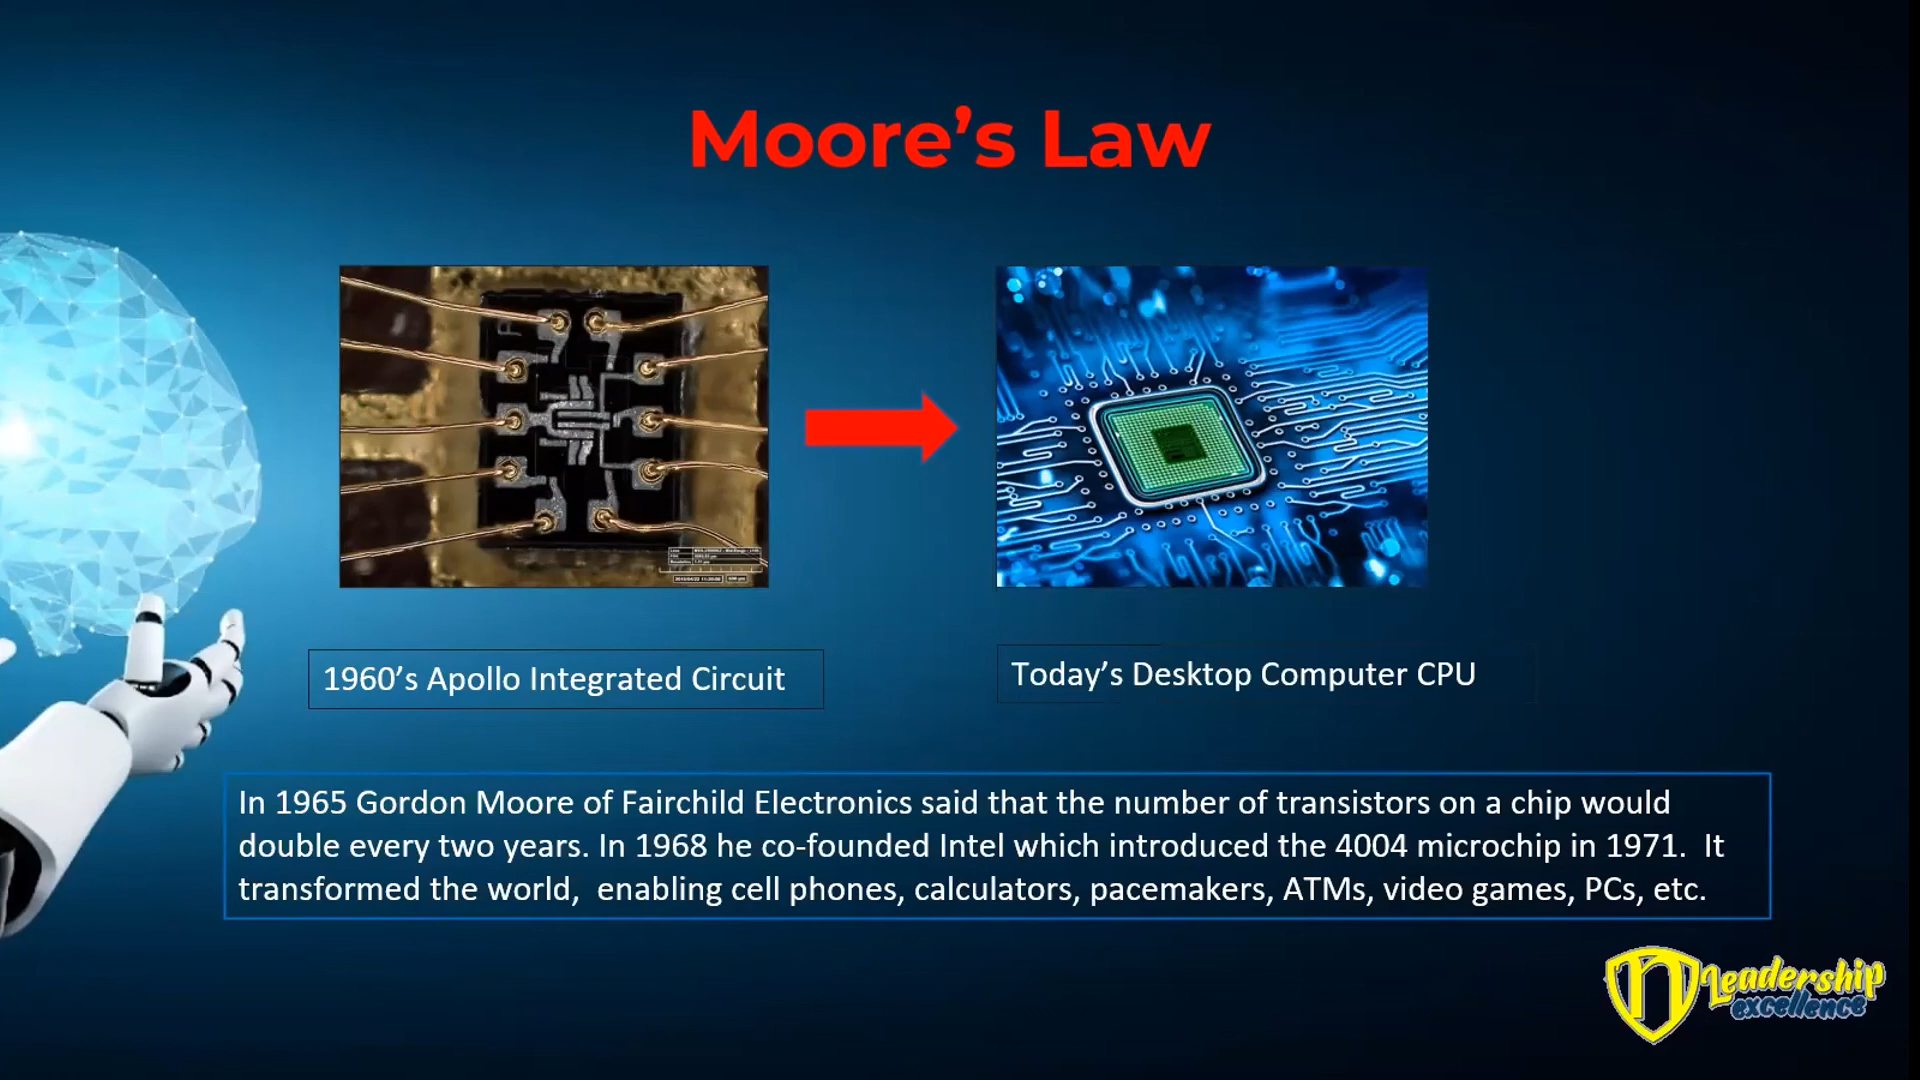 Moore’s Law
1960’s Apollo Integrated Circuit
Today’s Desktop Computer CPU
In 1965 Gordon Moore of Fairchild Electronics said that the number of transistors on a chip would
double every two years. In 1968 he co-founded Intel which introduced the 4004 microchip in 1971.  It
transformed the world,  enabling cell phones, calculators, pacemakers, ATMs, video games, PCs, etc.
Leadership
excellence